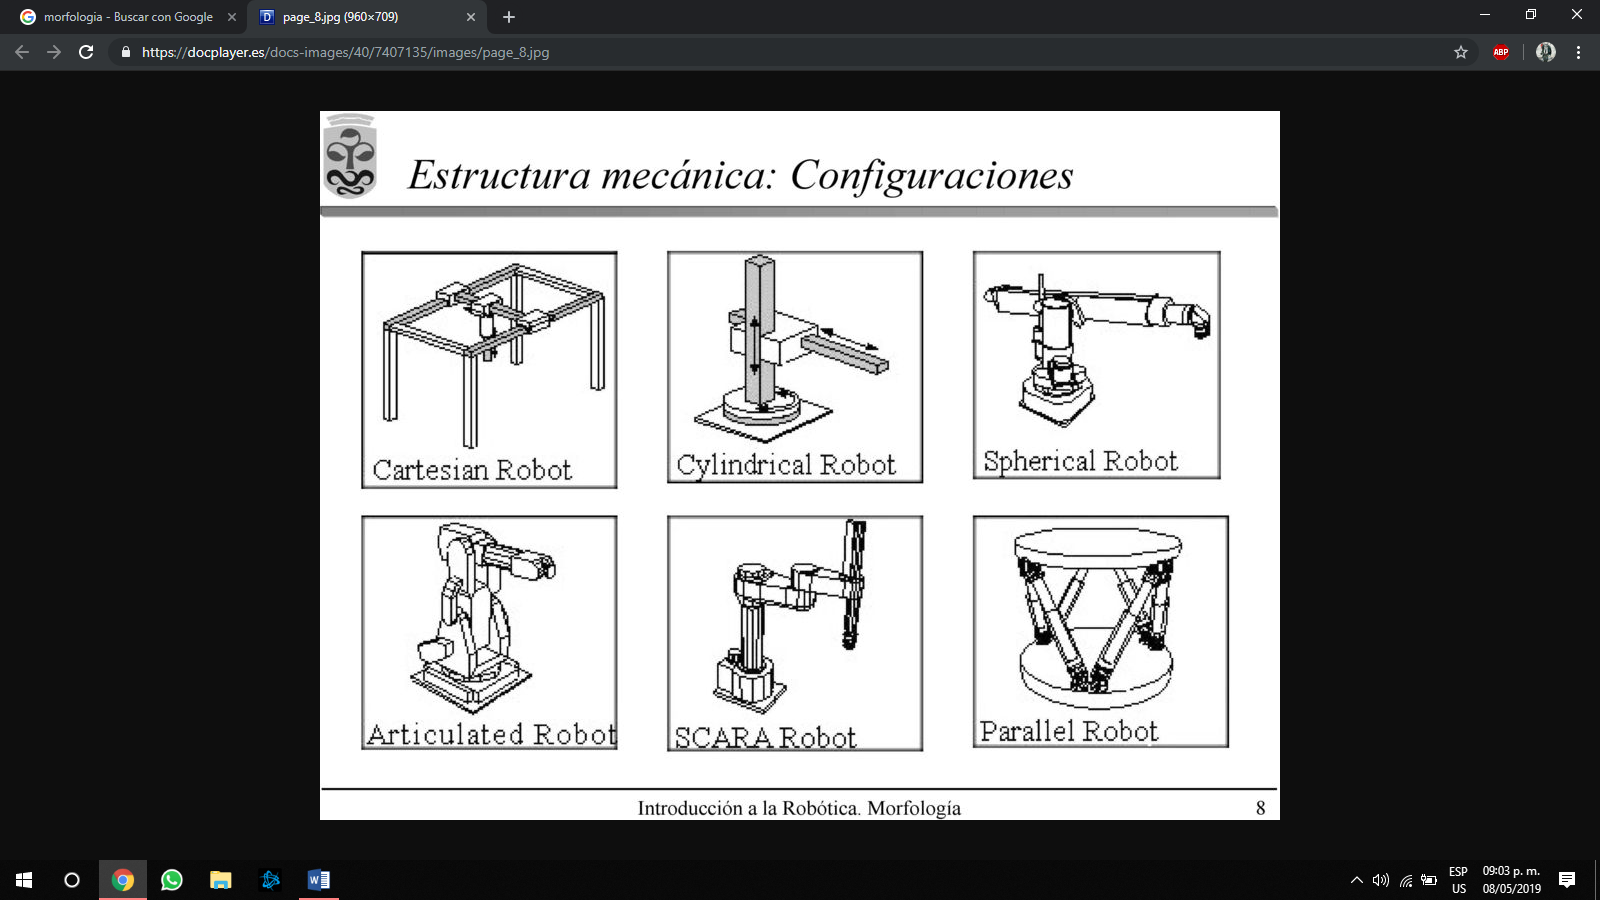 morfologia - Buscar con Google
page_8.jpg (960×709)
https://docplayer.es/docs-images/40/7407135/images/page_8.jpg
ABP
Estructura mecánica: Configuraciones
Cartesian Robot
Cylindrical Robot
Spherical Robot
Articulated Robot
SCARA Robot
Parallel Robot
Introducción a la Robótica. Morfología
8
ESP
US
09:03 p. m.
08/05/2019